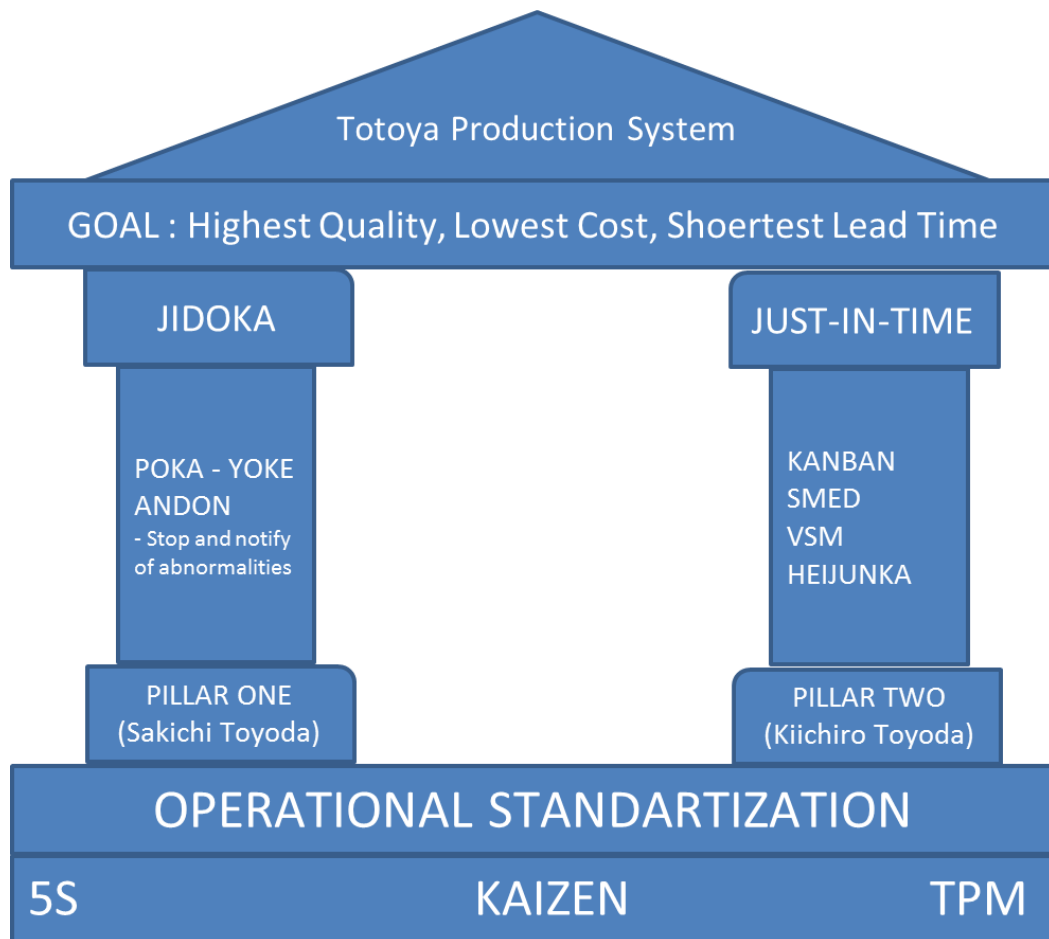 Totoya Production System
GOAL : Highest Quality, Lowest Cost, Shoertest Lead Time
JIDOKA
POKA - YOKE
ANDON
- Stop and notify
of abnormalities
PILLAR ONE
(Sakichi Toyoda)
JUST-IN-TIME
KANBAN
SMED
VSM
HEIJUNKA
PILLAR TWO
(Kiichiro Toyoda)
OPERATIONAL STANDARTIZATION
5S KAIZEN TPM